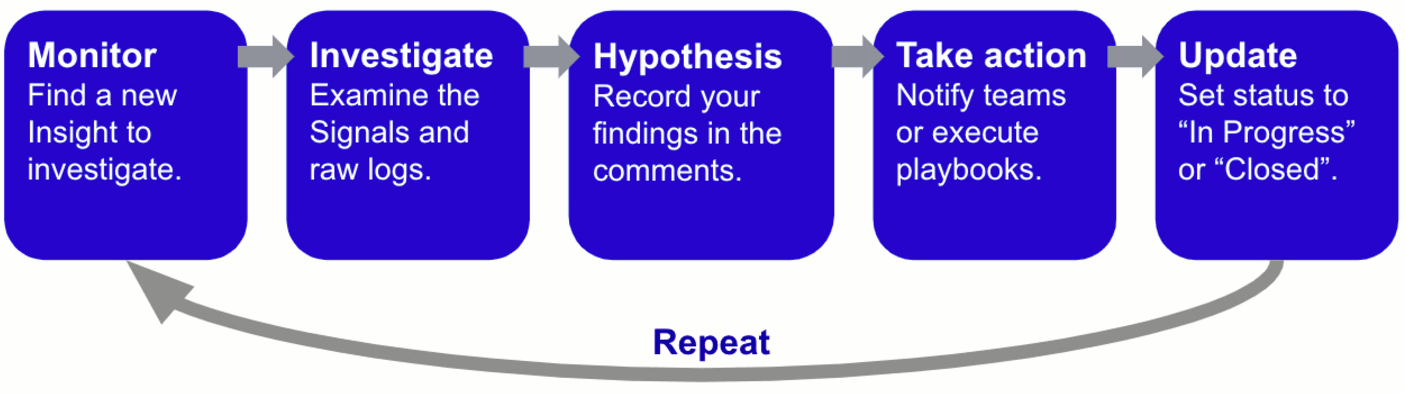 Monitor
Find a new
Insight to
investigate.
Investigate
Examine the
Signals and
raw logs.
Hypothesis
Record your
findings in the
comments.
Take action
Notify teams
or execute
playbooks.
Update
Set status to
“In Progress”
or “Closed”.
Repeat